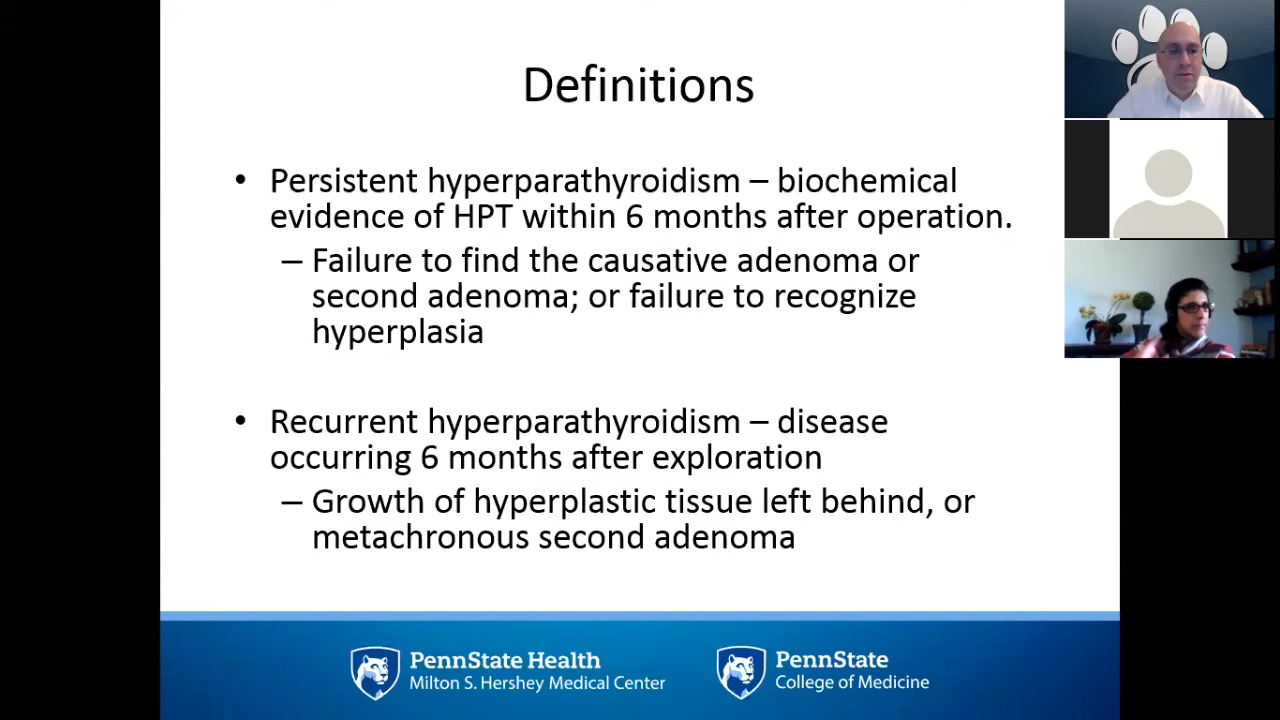 Definitions
• Persistent hyperparathyroidism – biochemical
evidence of HPT within 6 months after operation.
– Failure to find the causative adenoma or
second adenoma; or failure to recognize
hyperplasia
• Recurrent hyperparathyroidism – disease
occurring 6 months after exploration
– Growth of hyperplastic tissue left behind, or
metachronous second adenoma
PennState Health
Milton S. Hershey Medical Center
PennState
College of Medicine